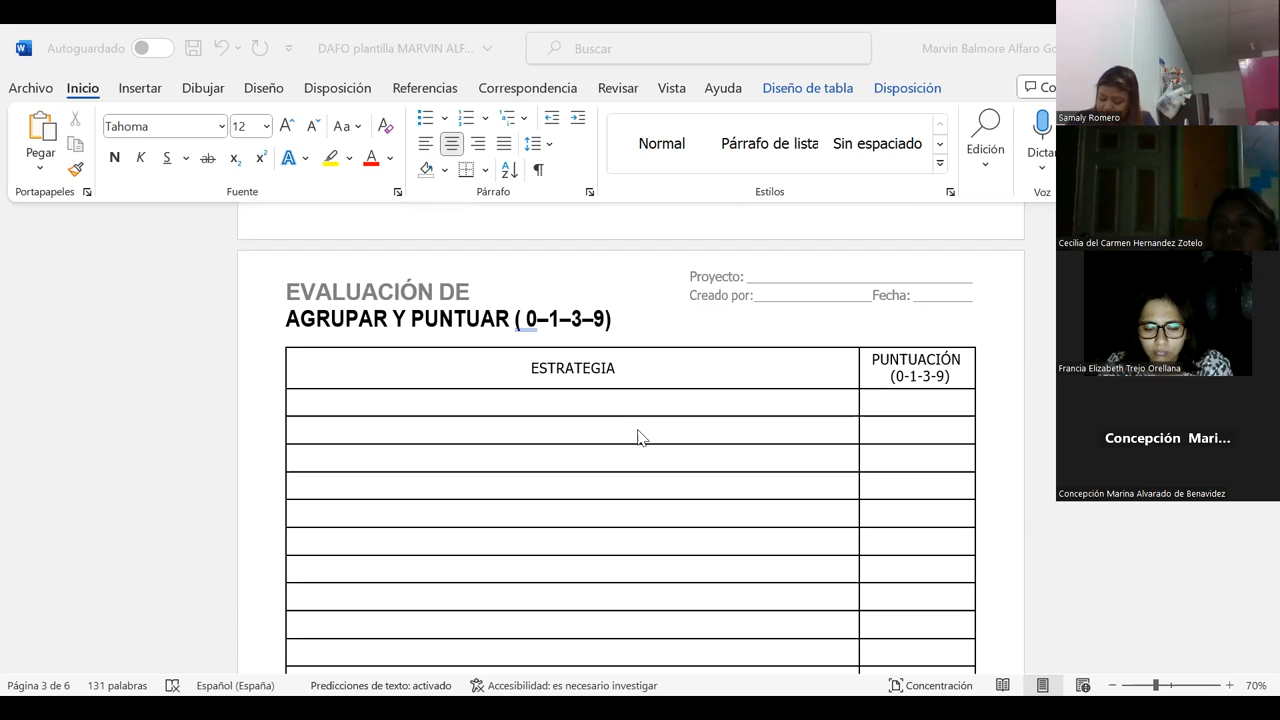 Autoguardado
DAFO plantilla MARVIN ALF...
Buscar
Marvin Balmore Alfaro Go
Archivo Inicio Insertar Dibujar Diseño Disposición Referencias Correspondencia Revisar Vista Ayuda Diseño de tabla Disposición Co
Pegar
Portapapeles
Tahoma 12
Fuente
Párrafo
Normal Párrafo de lista Sin espaciado
Estilos
Edición
Dictar
Voz
EVALUACIÓN DE
AGRUPAR Y PUNTUAR ( 0–1–3–9)
Proyecto: ____________________
Creado por:______________Fecha: _______
ESTRATEGIA
PUNTUACIÓN
(0-1-3-9)
Samaly Romero
Cecilia del Carmen Hernandez Zotelo
Francia Elizabeth Trejo Orellana
Concepción Mari...
Concepción Marina Alvarado de Benavidez
Página 3 de 6 131 palabras Español (España) Predicciones de texto: activado Accesibilidad: es necesario investigar Concentración 70%